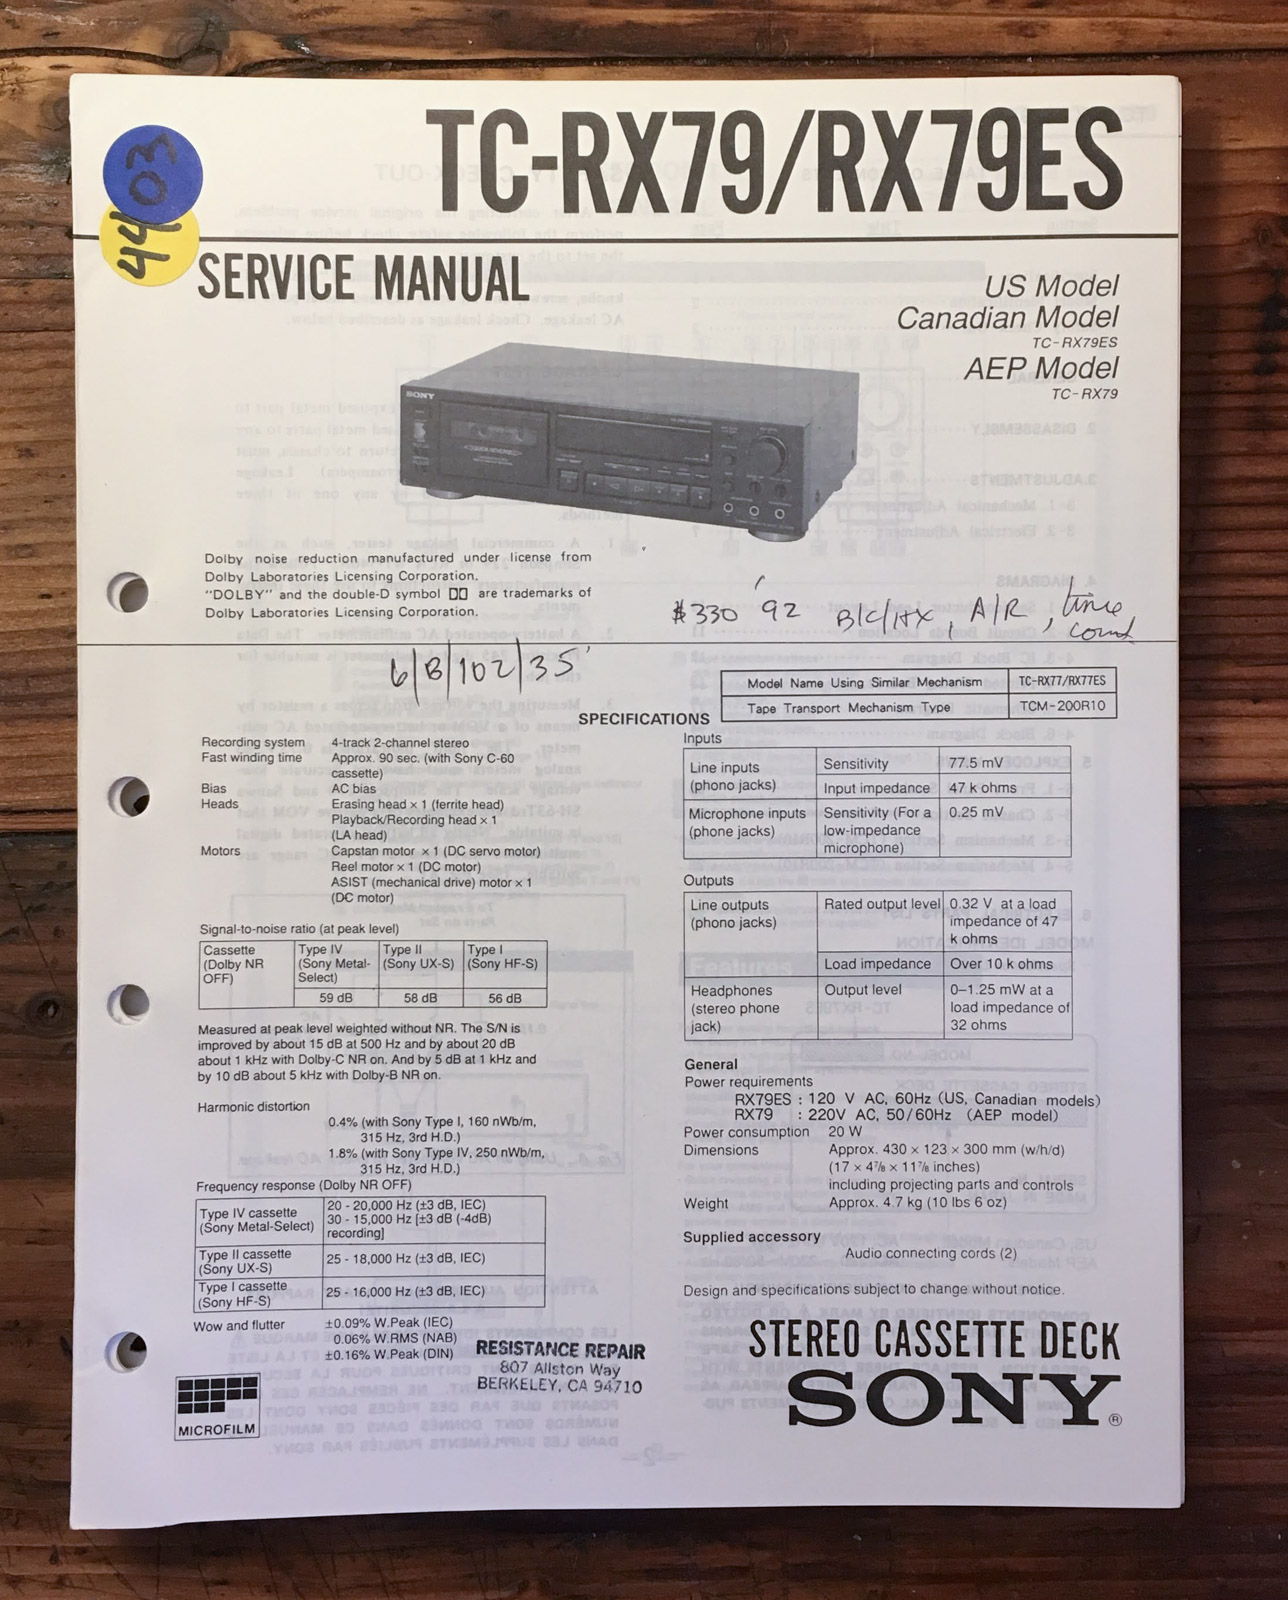 TC-RX79/RX79ES
03
44
SERVICE MANUAL
US Model
Canadian Model
TC-RX79ES
AEP Model
TC-RX79
SONY
Dolby noise reduction manufactured under license from
Dolby Laboratories Licensing Corporation.
"DOLBY" and the double-D symbol are trademarks of
Dolby Laboratories Licensing Corporation.
$330 '92 B/C/HX, A/R, time
count
6/B/102/35'
Model Name Using Similar Mechanism TC-RX77/RX77ES
Tape Transport Mechanism Type TCM-200R10
SPECIFICATIONS
Recording system 4-track 2-channel stereo
Fast winding time Approx. 90 sec. (with Sony C-60
cassette)
Bias AC bias
Heads Erasing head × 1 (ferrite head)
Playback/Recording head × 1
(LA head)
Motors Capstan motor × 1 (DC servo motor)
Reel motor × 1 (DC motor)
ASIST (mechanical drive) motor × 1
(DC motor)
Signal-to-noise ratio (at peak level)
Cassette Type IV Type II Type I
(Dolby NR (Sony Metal- (Sony UX-S) (Sony HF-S)
OFF) Select)
59 dB 58 dB 56 dB
Measured at peak level weighted without NR. The S/N is
improved by about 15 dB at 500 Hz and by about 20 dB
about 1 kHz with Dolby-C NR on. And by 5 dB at 1 kHz and
by 10 dB about 5 kHz with Dolby-B NR on.
Harmonic distortion
0.4% (with Sony Type I, 160 nWb/m,
315 Hz, 3rd H.D.)
1.8% (with Sony Type IV, 250 nWb/m,
315 Hz, 3rd H.D.)
Frequency response (Dolby NR OFF)
Type IV cassette 20 - 20,000 Hz (±3 dB, IEC)
(Sony Metal-Select) 30 - 15,000 Hz [±3 dB (-4dB)
recording]
Type II cassette 25 - 18,000 Hz (±3 dB, IEC)
(Sony UX-S)
Type I cassette 25 - 16,000 Hz (±3 dB, IEC)
(Sony HF-S)
Wow and flutter ±0.09% W.Peak (IEC)
0.06% W.RMS (NAB)
±0.16% W.Peak (DIN)
Inputs
Line inputs Sensitivity 77.5 mV
(phono jacks) Input impedance 47 k ohms
Microphone inputs Sensitivity (For a 0.25 mV
(phone jacks) low-impedance
microphone)
Outputs
Line outputs Rated output level 0.32 V at a load
(phono jacks) impedance of 47
k ohms
Load impedance Over 10 k ohms
Headphones Output level 0–1.25 mW at a
(stereo phone load impedance of
jack) 32 ohms
General
Power requirements
RX79ES : 120 V AC, 60Hz (US, Canadian models)
RX79 : 220V AC, 50/60Hz (AEP model)
Power consumption 20 W
Dimensions Approx. 430 × 123 × 300 mm (w/h/d)
(17 × 4⅞ × 11⅞ inches)
including projecting parts and controls
Weight Approx. 4.7 kg (10 lbs 6 oz)
Supplied accessory
Audio connecting cords (2)
Design and specifications subject to change without notice.
RESISTANCE REPAIR
807 Allston Way
BERKELEY, CA 94710
MICROFILM
STEREO CASSETTE DECK
SONY®